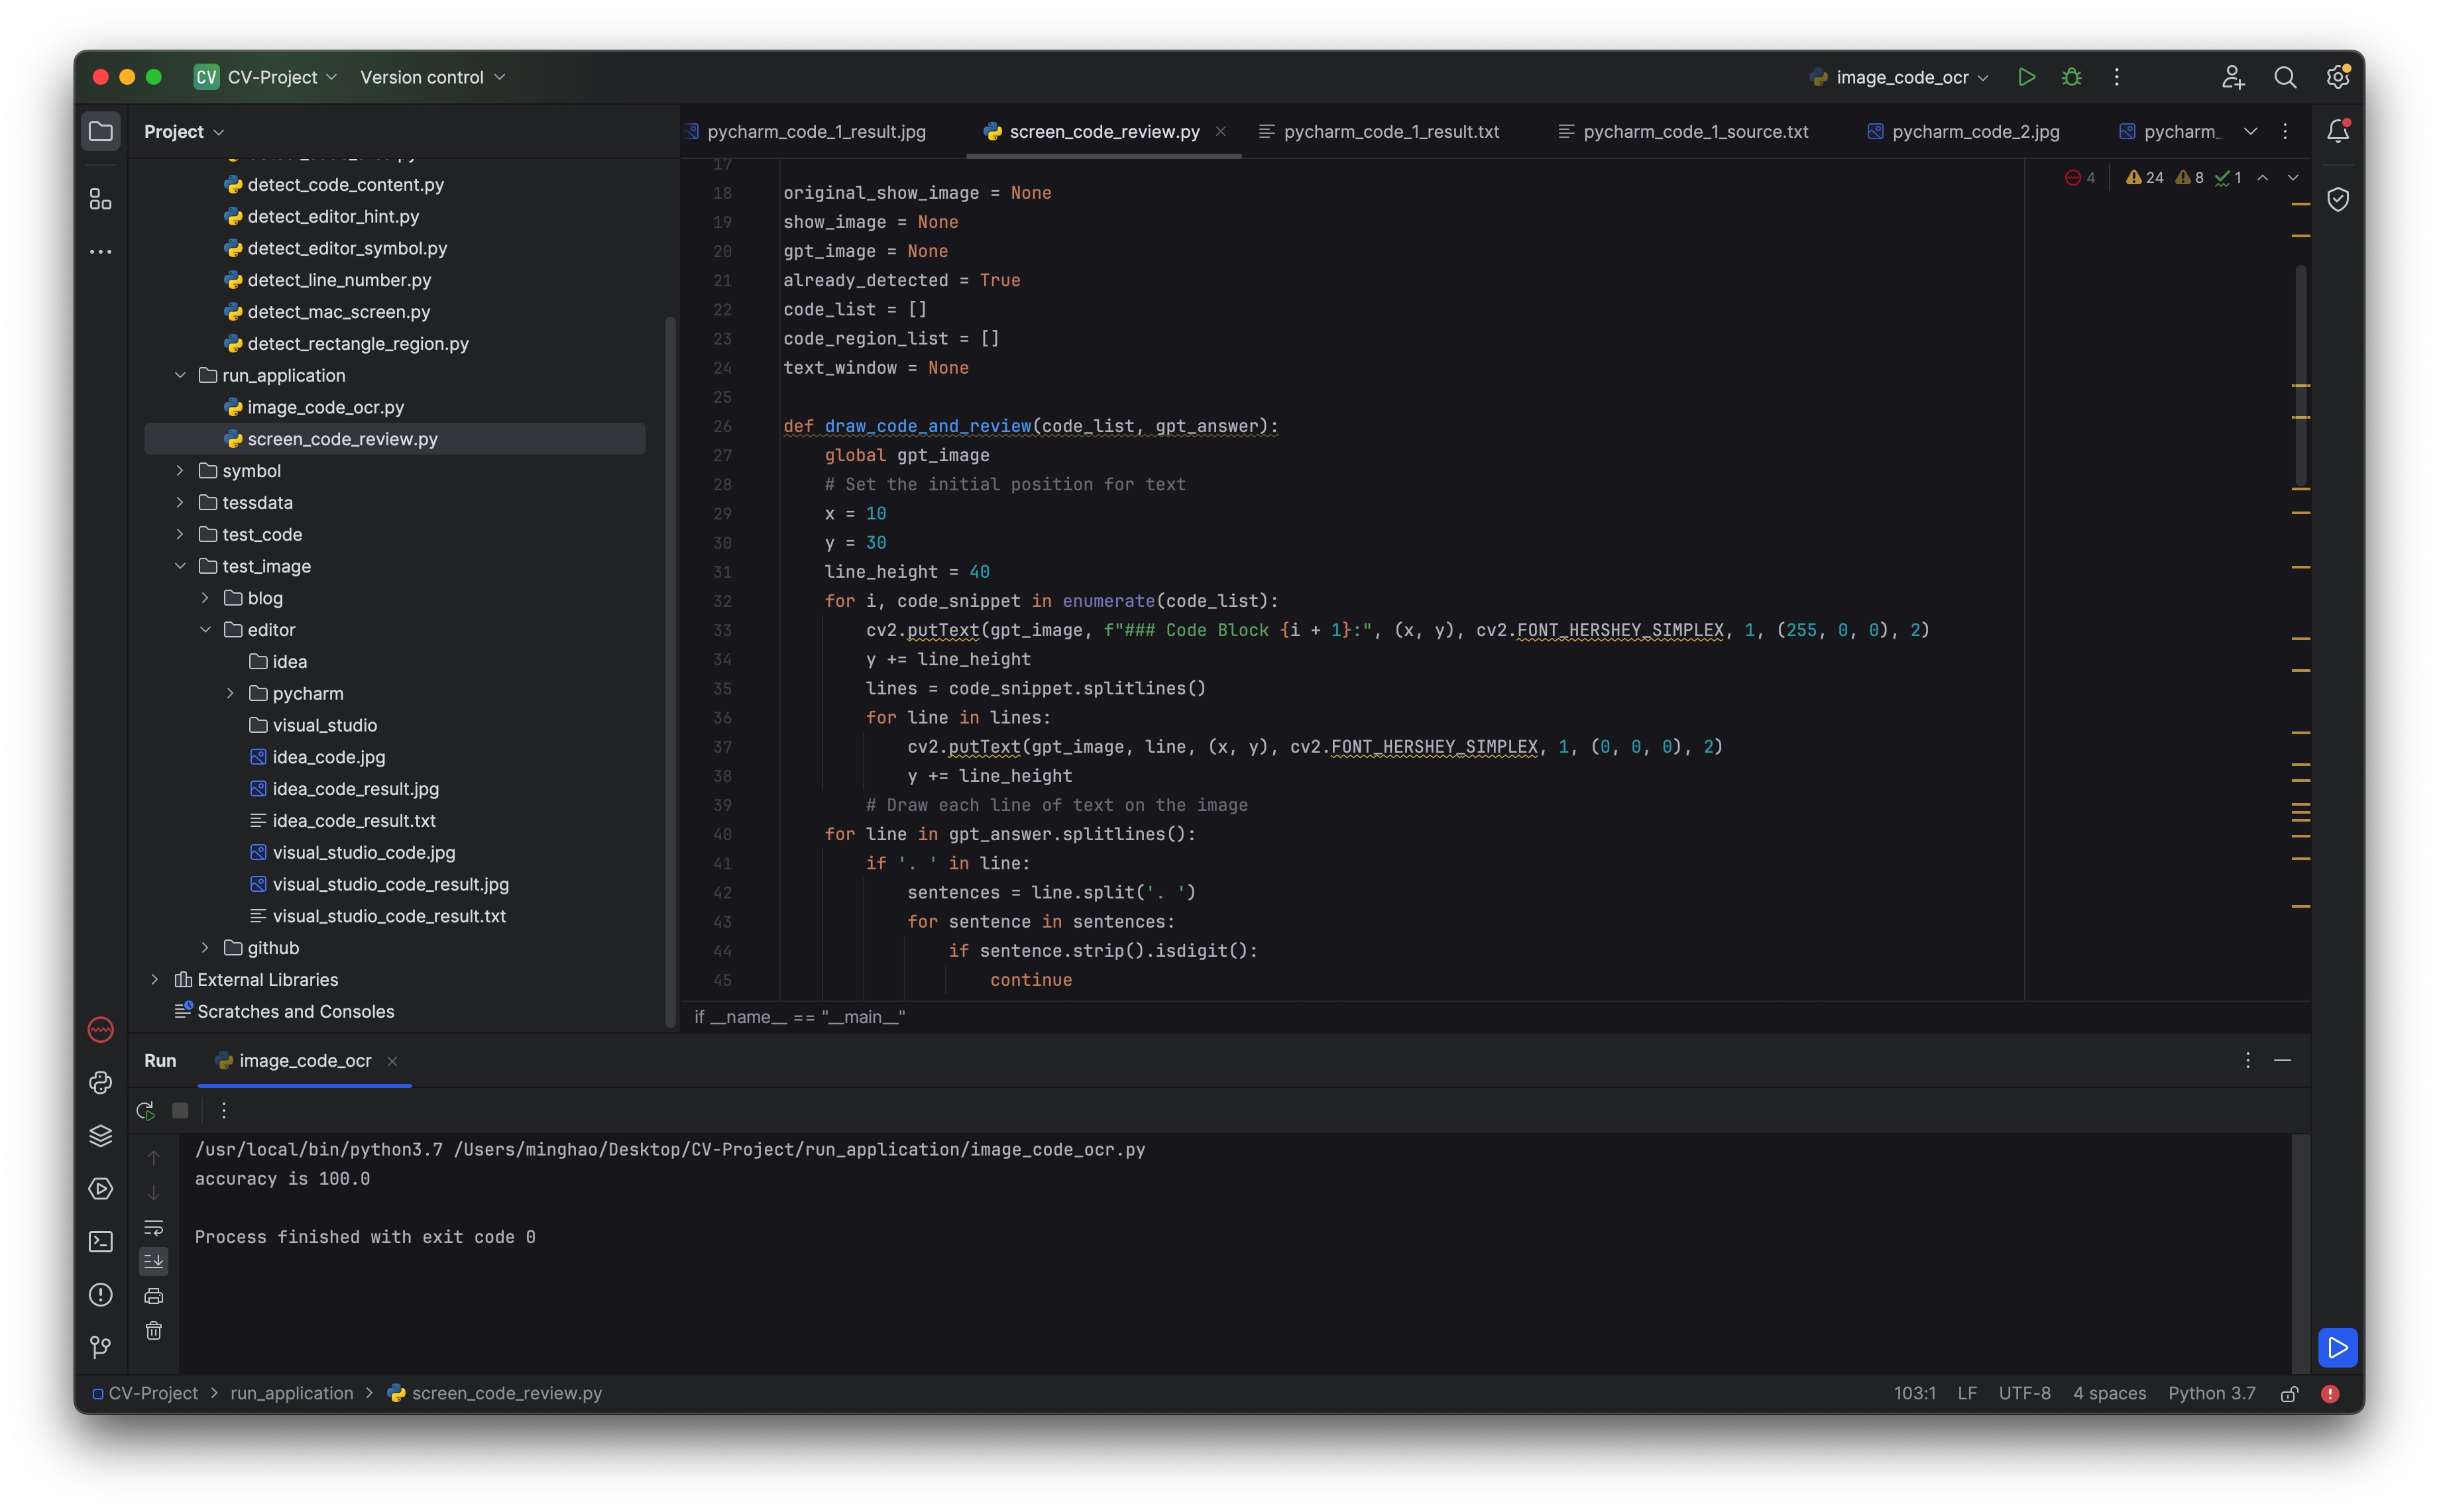 CV CV-Project Version control image_code_ocr
Project
detect_code_content.py
detect_editor_hint.py
detect_editor_symbol.py
detect_line_number.py
detect_mac_screen.py
detect_rectangle_region.py
run_application
image_code_ocr.py
screen_code_review.py
symbol
tessdata
test_code
test_image
blog
editor
idea
pycharm
visual_studio
idea_code.jpg
idea_code_result.jpg
idea_code_result.txt
visual_studio_code.jpg
visual_studio_code_result.jpg
visual_studio_code_result.txt
github
External Libraries
Scratches and Consoles
pycharm_code_1_result.jpg screen_code_review.py pycharm_code_1_result.txt pycharm_code_1_source.txt pycharm_code_2.jpg pycharm_
4 24 8 1
17
18 original_show_image = None
19 show_image = None
20 gpt_image = None
21 already_detected = True
22 code_list = []
23 code_region_list = []
24 text_window = None
25
26 def draw_code_and_review(code_list, gpt_answer):
27     global gpt_image
28     # Set the initial position for text
29     x = 10
30     y = 30
31     line_height = 40
32     for i, code_snippet in enumerate(code_list):
33         cv2.putText(gpt_image, f"### Code Block {i + 1}:", (x, y), cv2.FONT_HERSHEY_SIMPLEX, 1, (255, 0, 0), 2)
34         y += line_height
35         lines = code_snippet.splitlines()
36         for line in lines:
37             cv2.putText(gpt_image, line, (x, y), cv2.FONT_HERSHEY_SIMPLEX, 1, (0, 0, 0), 2)
38             y += line_height
39         # Draw each line of text on the image
40     for line in gpt_answer.splitlines():
41         if '. ' in line:
42             sentences = line.split('. ')
43             for sentence in sentences:
44                 if sentence.strip().isdigit():
45                     continue
if __name__ == "__main__"
Run image_code_ocr
/usr/local/bin/python3.7 /Users/minghao/Desktop/CV-Project/run_application/image_code_ocr.py
accuracy is 100.0
Process finished with exit code 0
CV-Project > run_application > screen_code_review.py 103:1 LF UTF-8 4 spaces Python 3.7